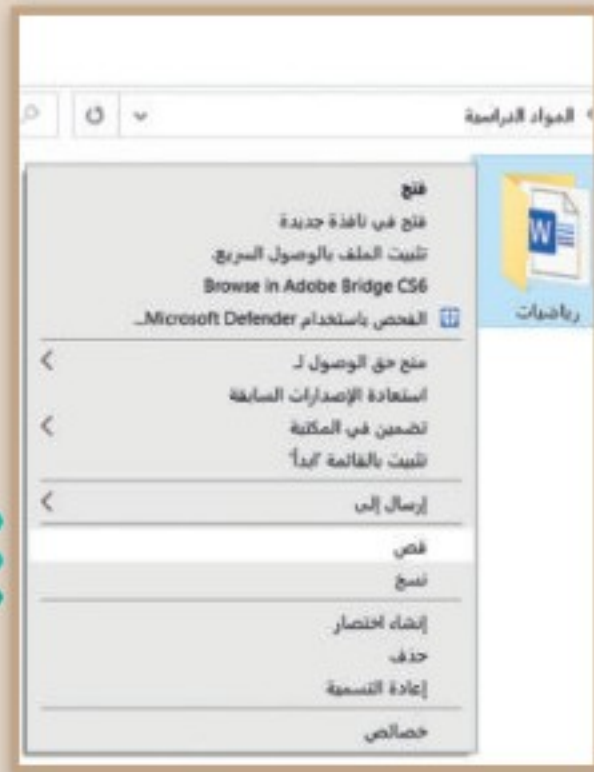 المواد الدراسية
رياضيات
فتح
فتح في نافذة جديدة
تثبيت الملف بالوصول السريع.
Browse in Adobe Bridge CS6
الفحص باستخدام Microsoft Defender...
منح حق الوصول لـ
استعادة الإصدارات السابقة
تضمين في المكتبة
تثبيت بالقائمة "ابدأ"
إرسال إلى
قص
نسخ
إنشاء اختصار
حذف
إعادة التسمية
خصائص